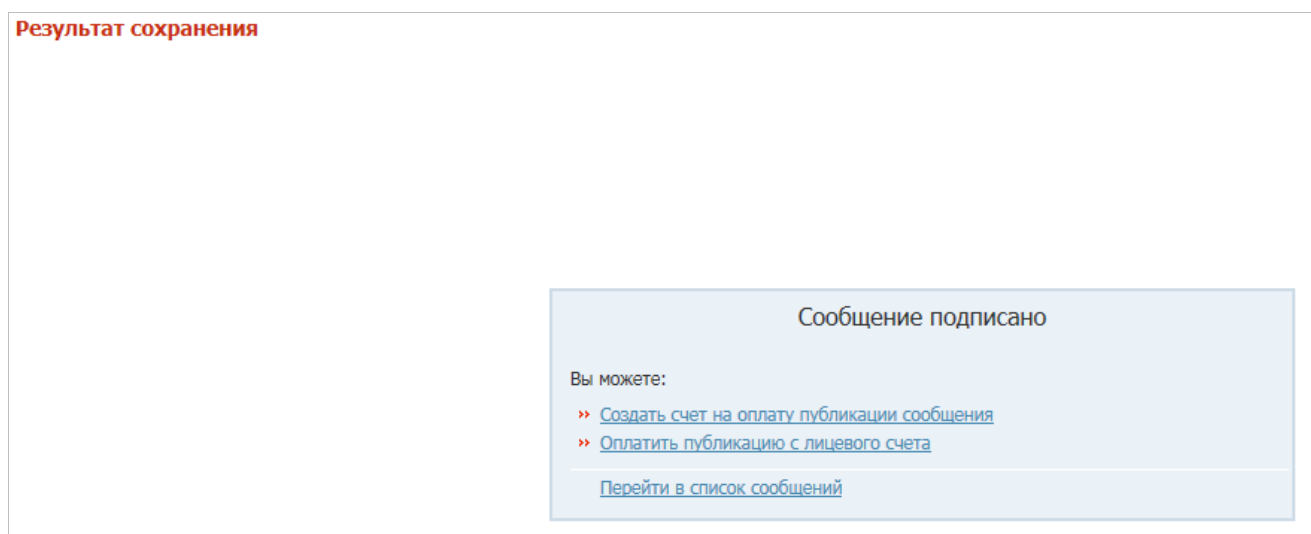 Результат сохранения
Сообщение подписано
Вы можете:
Создать счет на оплату публикации сообщения
Оплатить публикацию с лицевого счета
Перейти в список сообщений